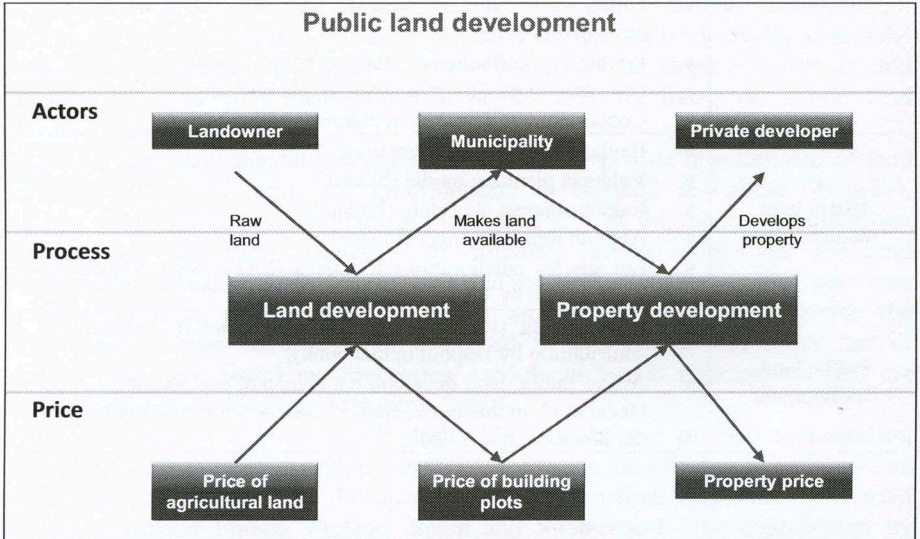 Public land development
Actors
Landowner
Municipality
Private developer
Raw
land
Makes land
available
Develops
property
Process
Land development
Property development
Price
Price of
agricultural land
Price of building
plots
Property price